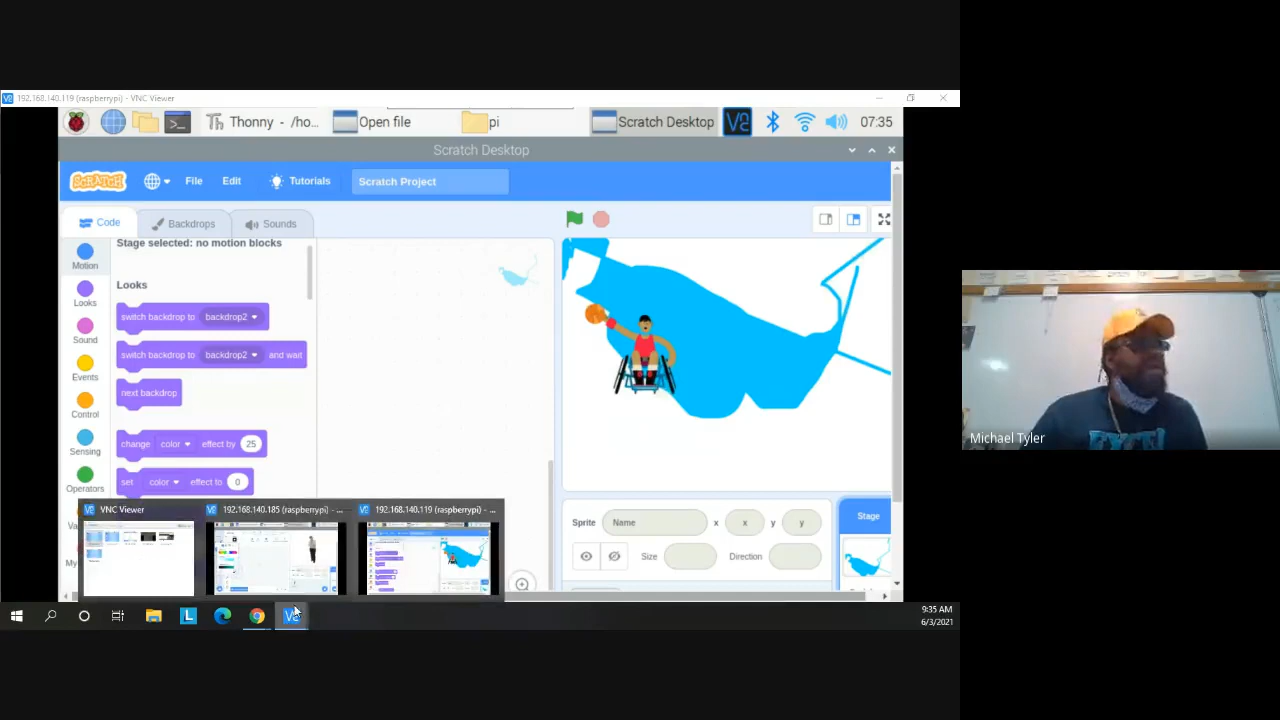 192.168.140.119 (raspberrypi) - VNC Viewer
Thonny - /ho...
Open file
pi
Scratch Desktop
07:35
Scratch Desktop
SCRATCH
File
Edit
Tutorials
Scratch Project
Code
Backdrops
Sounds
Motion
Looks
Sound
Events
Control
Sensing
Operators
Va
My
Stage selected: no motion blocks
Looks
switch backdrop to backdrop2
switch backdrop to backdrop2 and wait
next backdrop
change color effect by 25
set color effect to 0
Sprite
Name
x
x
y
y
Size
Direction
Stage
VNC Viewer
192.168.140.185 (raspberrypi) - ...
192.168.140.119 (raspberrypi) - ...
9:35 AM
6/3/2021
Michael Tyler